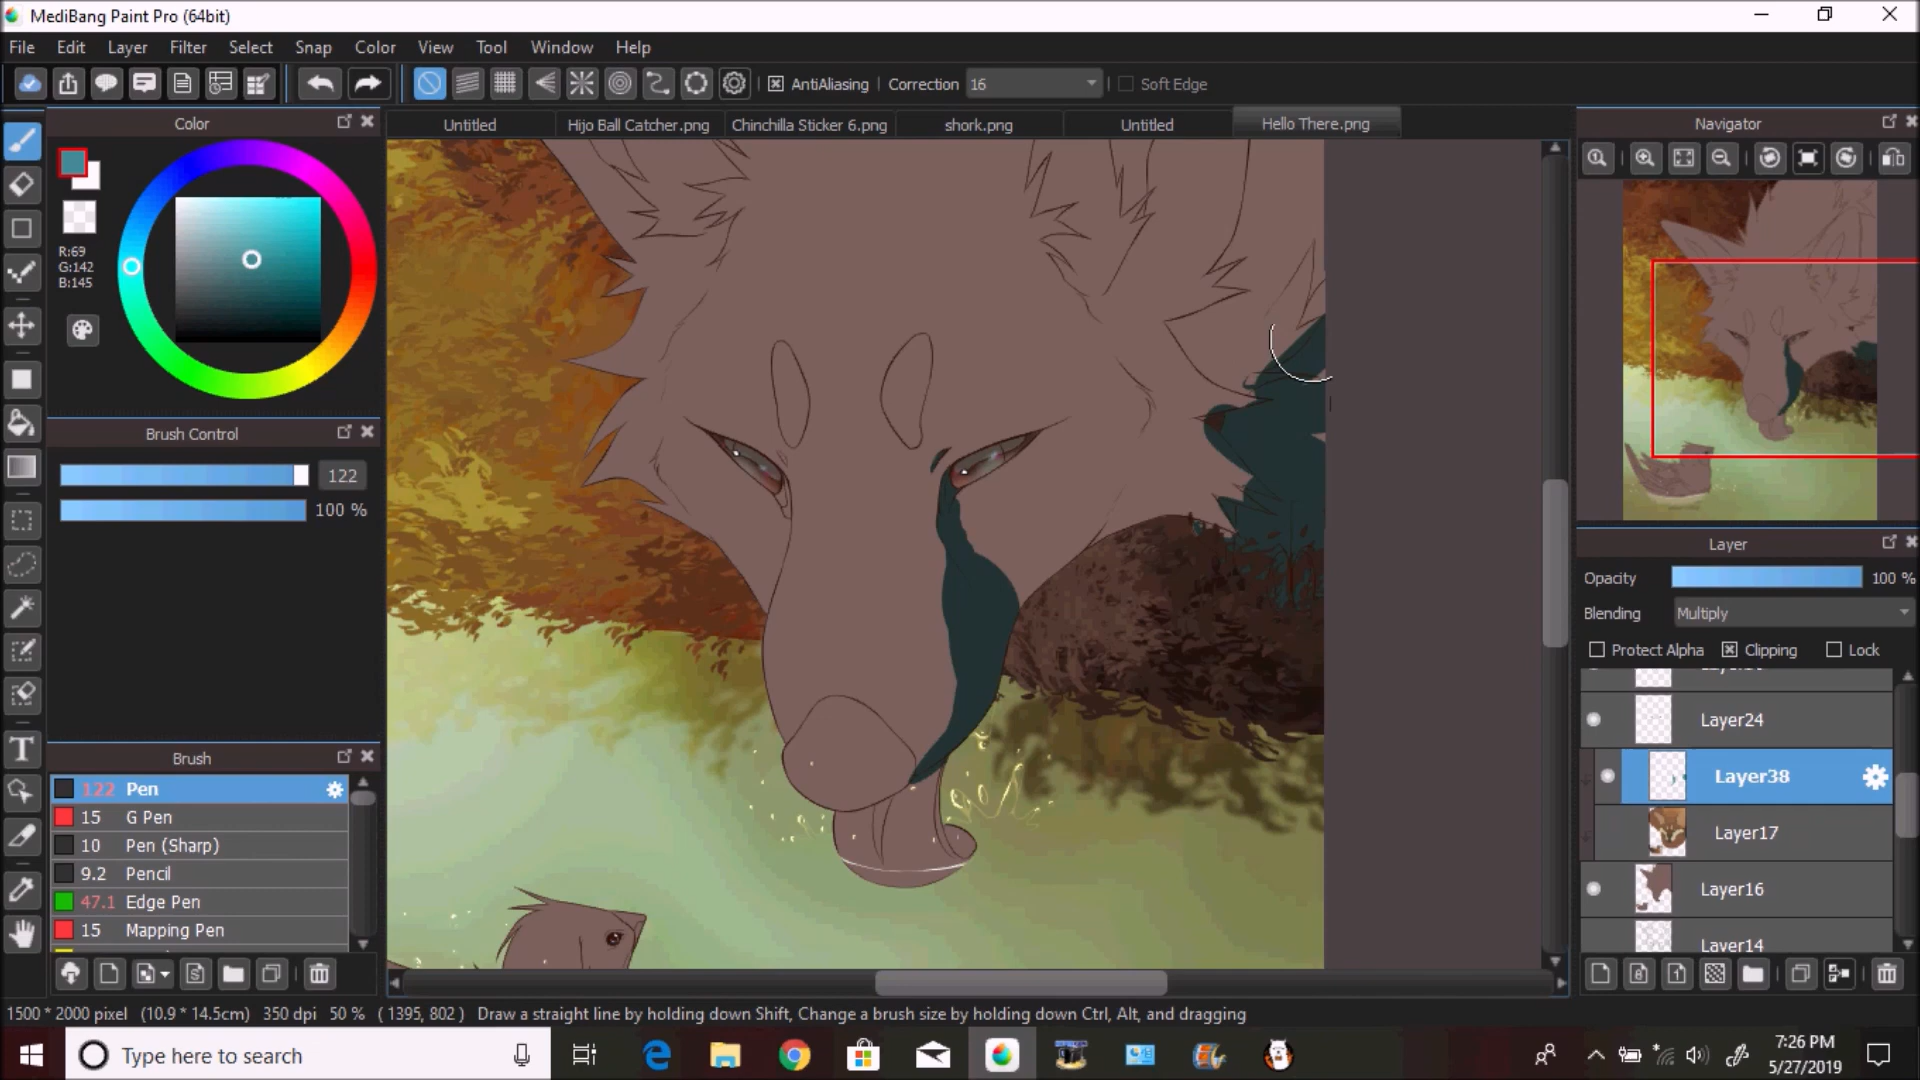 MediBang Paint Pro (64bit)
File Edit Layer Filter Select Snap Color View Tool Window Help
AntiAliasing Correction 16 Soft Edge
Color
Untitled Hijo Ball Catcher.png Chinchilla Sticker 6.png shork.png Untitled Hello There.png
Navigator
R:69
G:142
B:145
Brush Control
122
100 %
Layer
Opacity 100 %
Blending Multiply
Protect Alpha Clipping Lock
Layer24
Layer38
Layer17
Layer16
Layer14
Brush
122 Pen
15 G Pen
10 Pen (Sharp)
9.2 Pencil
47.1 Edge Pen
15 Mapping Pen
1500 * 2000 pixel (10.9 * 14.5cm) 350 dpi 50 % ( 1395, 802 ) Draw a straight line by holding down Shift, Change a brush size by holding down Ctrl, Alt, and dragging
Type here to search
7:26 PM
5/27/2019